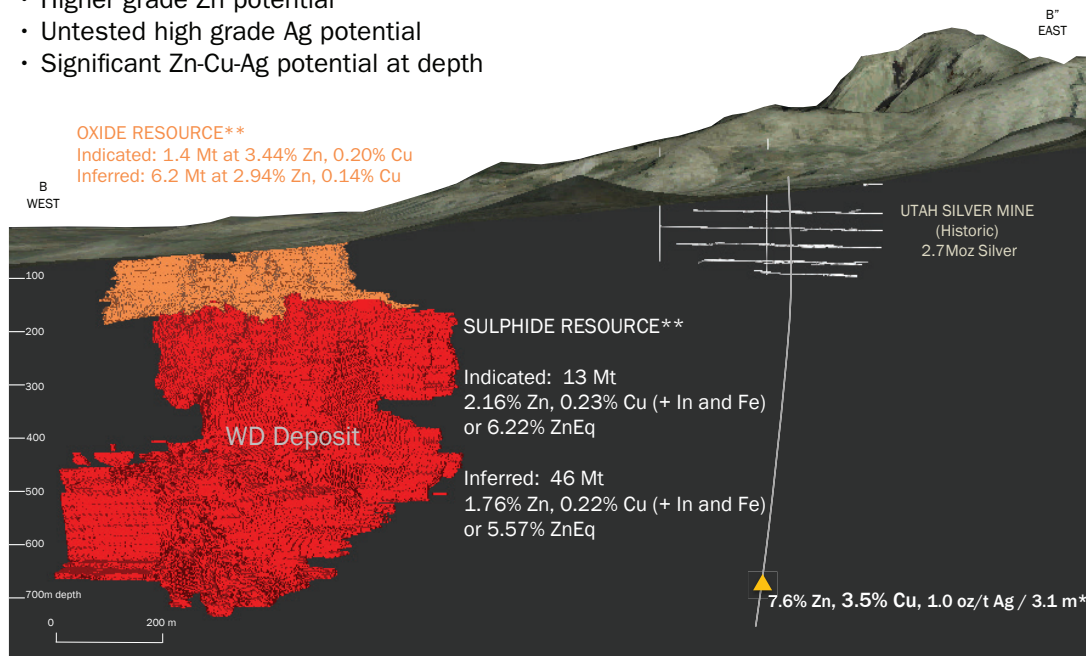 • Higher grade Zn potential
• Untested high grade Ag potential
• Significant Zn-Cu-Ag potential at depth
B”
EAST
OXIDE RESOURCE**
Indicated: 1.4 Mt at 3.44% Zn, 0.20% Cu
Inferred: 6.2 Mt at 2.94% Zn, 0.14% Cu
B
WEST
UTAH SILVER MINE
(Historic)
2.7Moz Silver
100
200
300
400
500
600
700m depth
SULPHIDE RESOURCE**
Indicated: 13 Mt
2.16% Zn, 0.23% Cu (+ In and Fe)
or 6.22% ZnEq
WD Deposit
Inferred: 46 Mt
1.76% Zn, 0.22% Cu (+ In and Fe)
or 5.57% ZnEq
7.6% Zn, 3.5% Cu, 1.0 oz/t Ag / 3.1 m*
0 200 m